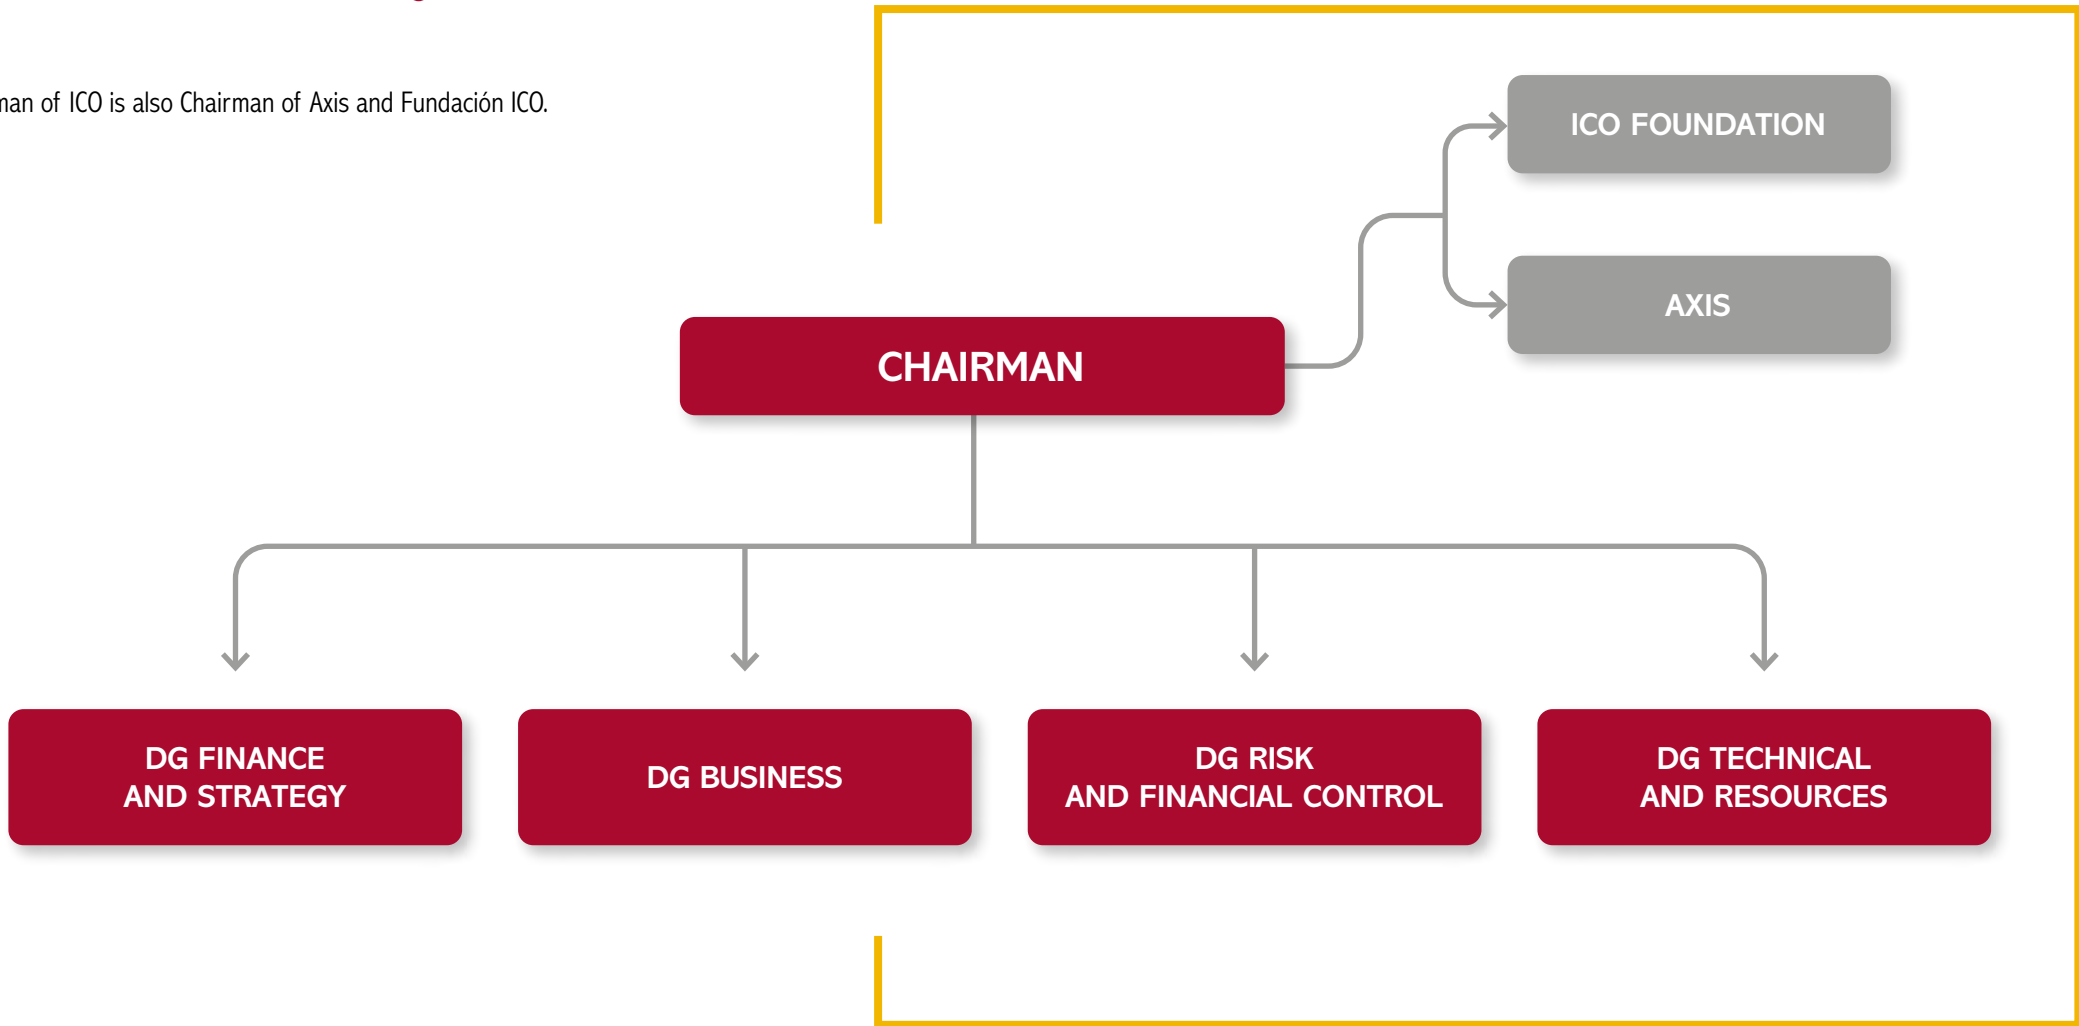 of ICO is also Chairman of Axis and Fundación ICO.
ICO FOUNDATION
AXIS
CHAIRMAN
DG FINANCE
AND STRATEGY
DG BUSINESS
DG RISK
AND FINANCIAL CONTROL
DG TECHNICAL
AND RESOURCES